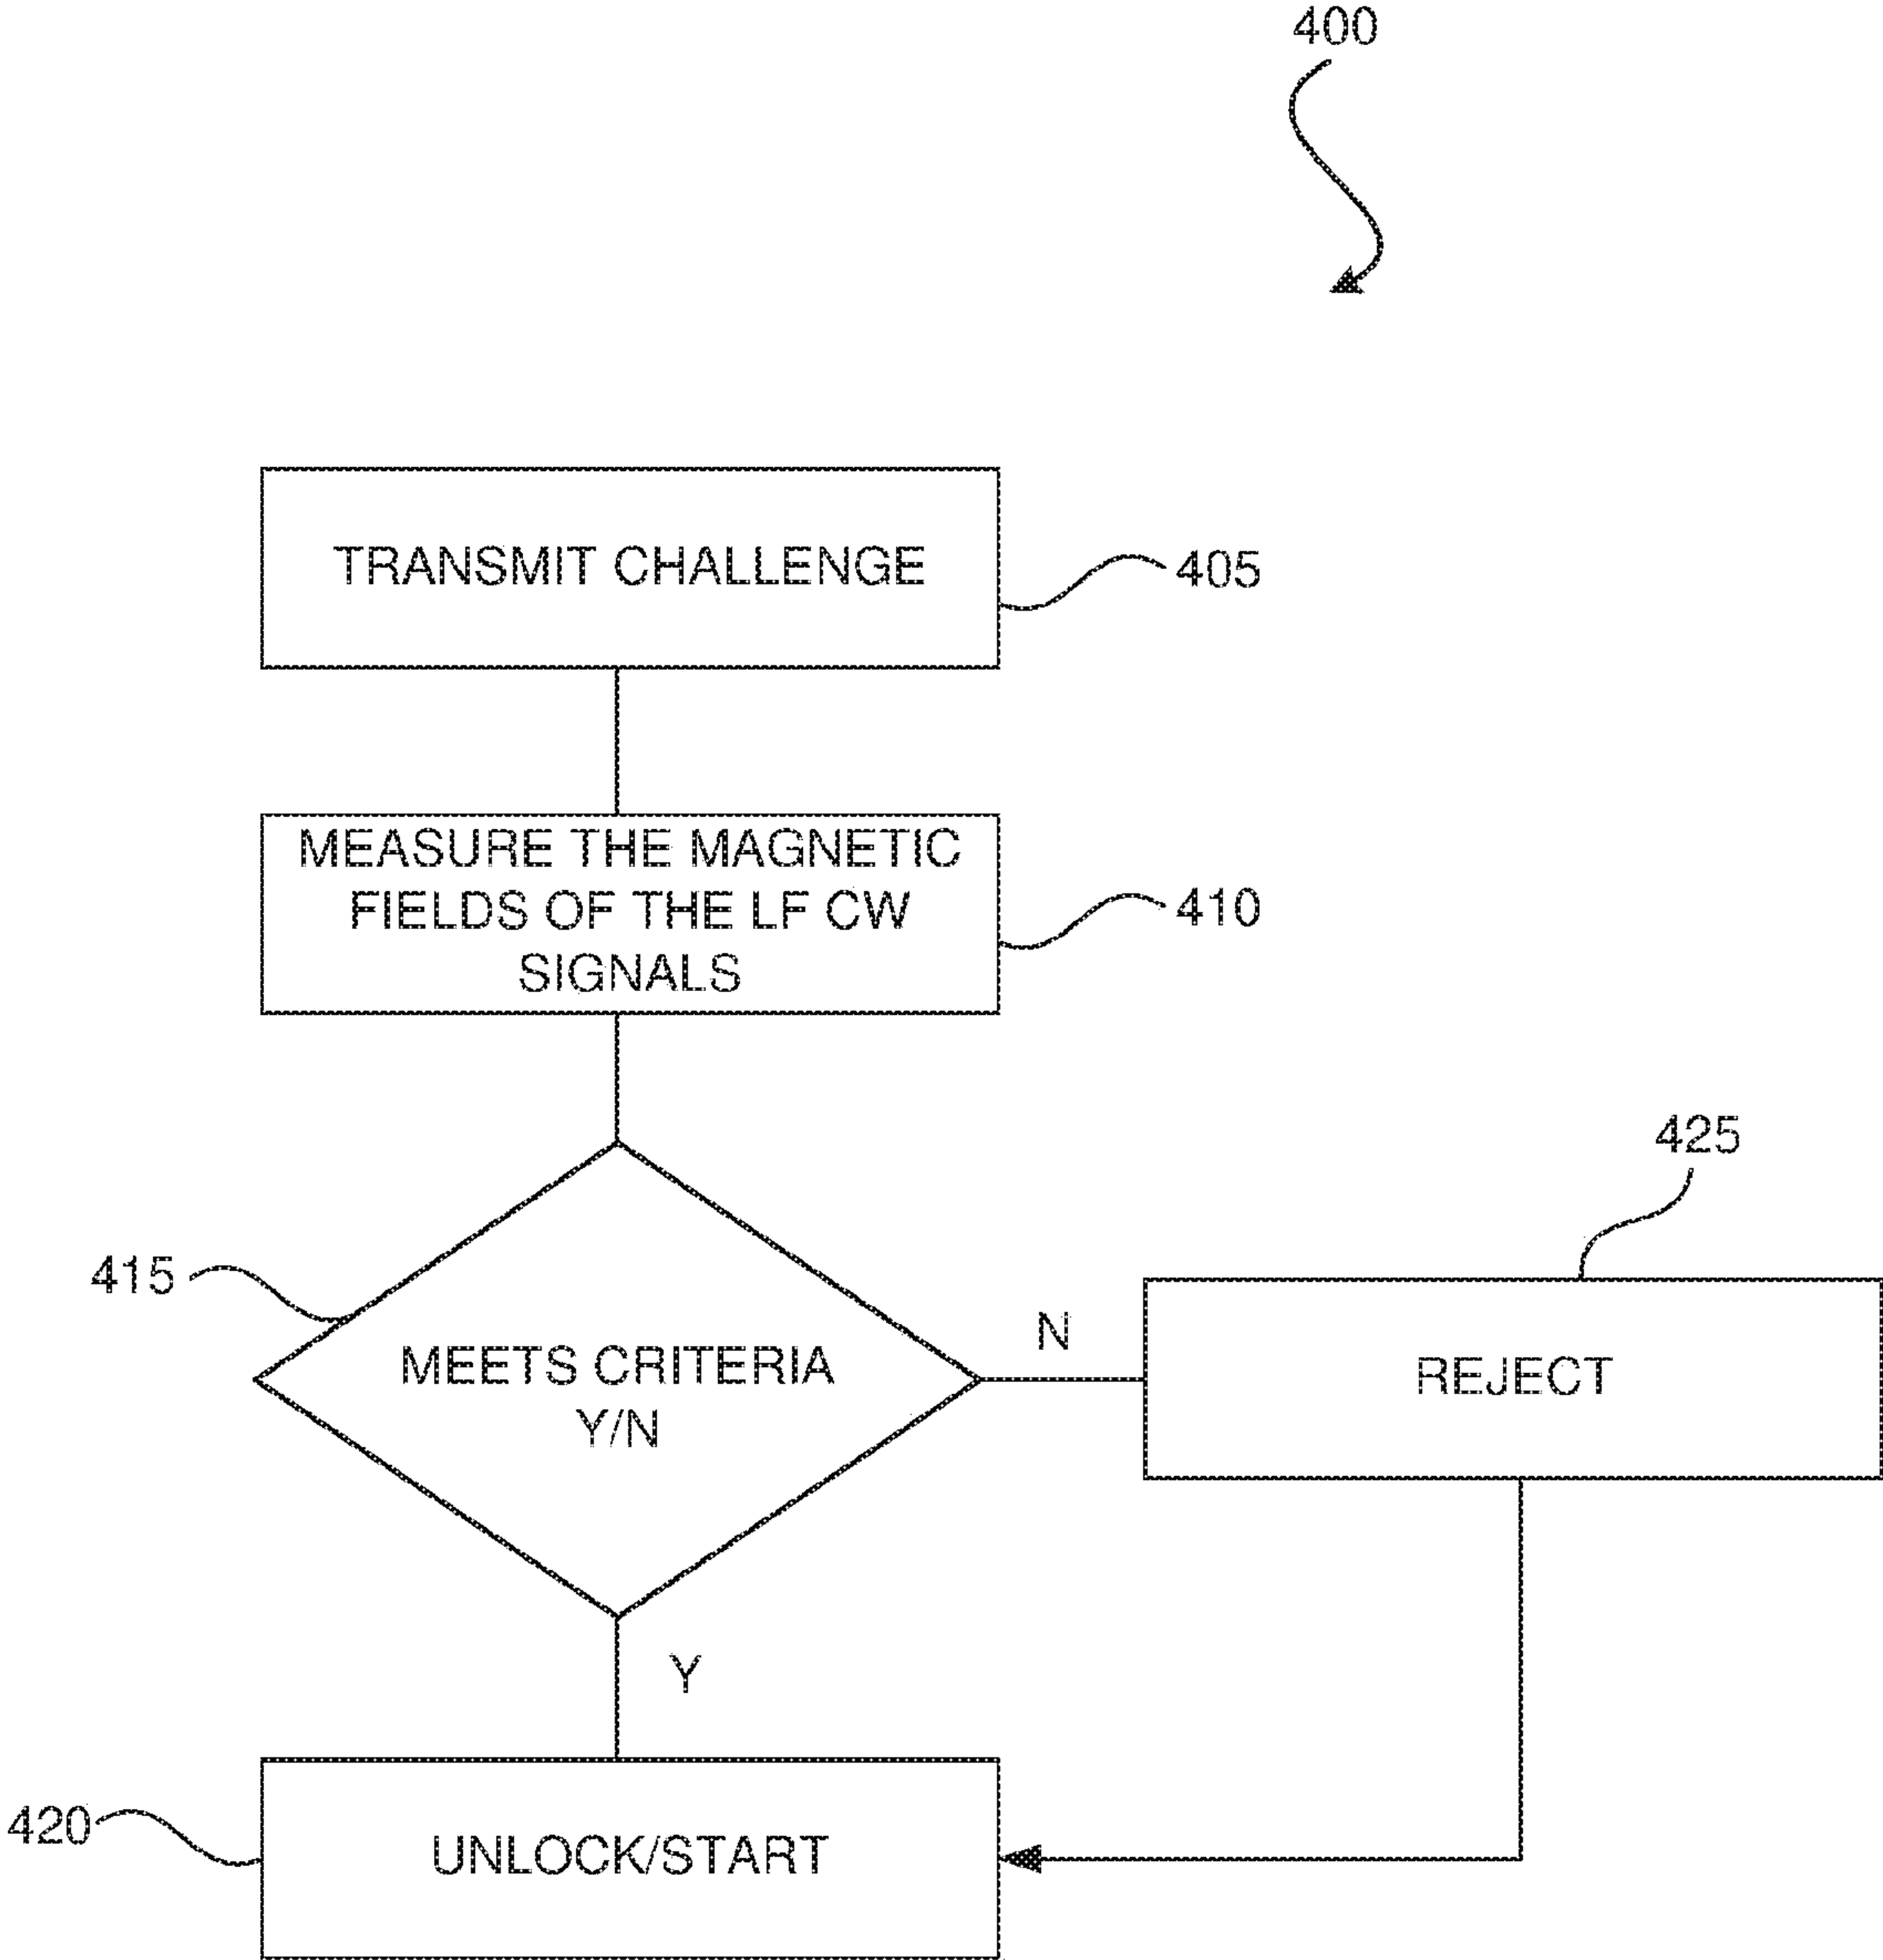 400
TRANSMIT CHALLENGE
405
MEASURE THE MAGNETIC
FIELDS OF THE LF CW
SIGNALS
410
415
MEETS CRITERIA
Y/N
N
425
REJECT
Y
420
UNLOCK/START